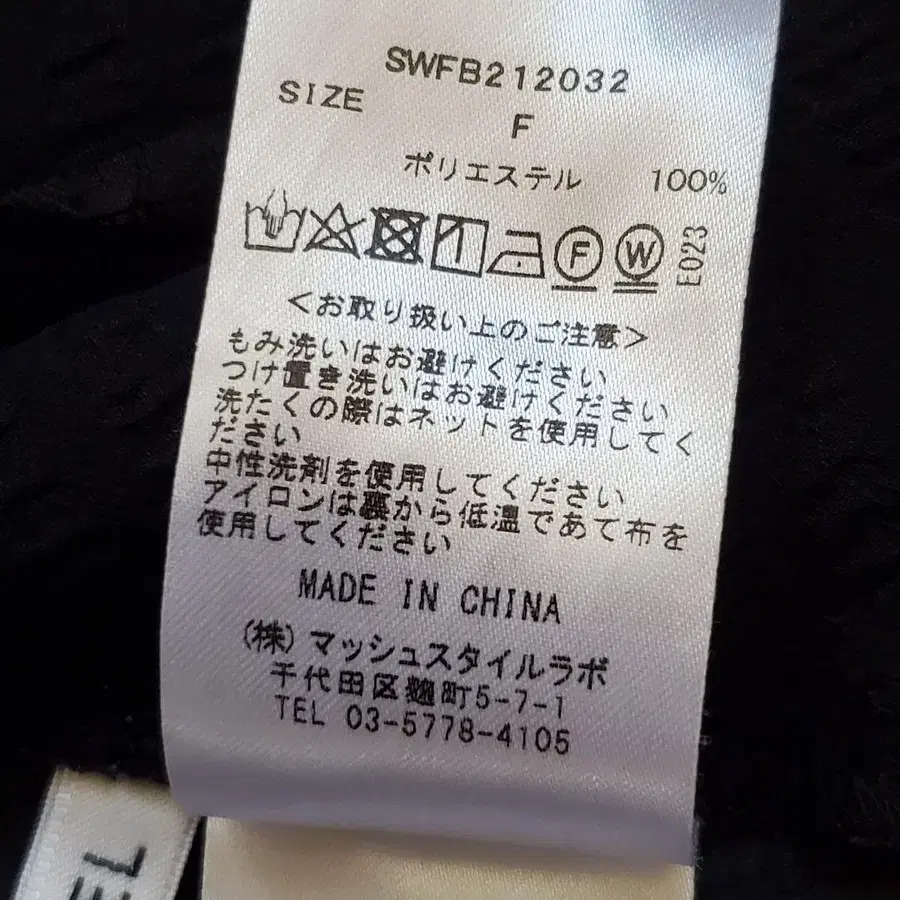 SWFB212032
SIZE
F
ポリエステル 100%
F W E023
<お取り扱い上のご注意>
もみ洗いはお避けください
つけ置き洗いはお避けください
洗たくの際はネットを使用してく
ださい
中性洗剤を使用してください
アイロンは裏から低温であて布を
使用してください
MADE IN CHINA
(株)マッシュスタイルラボ
千代田区麹町5-7-1
TEL 03-5778-4105